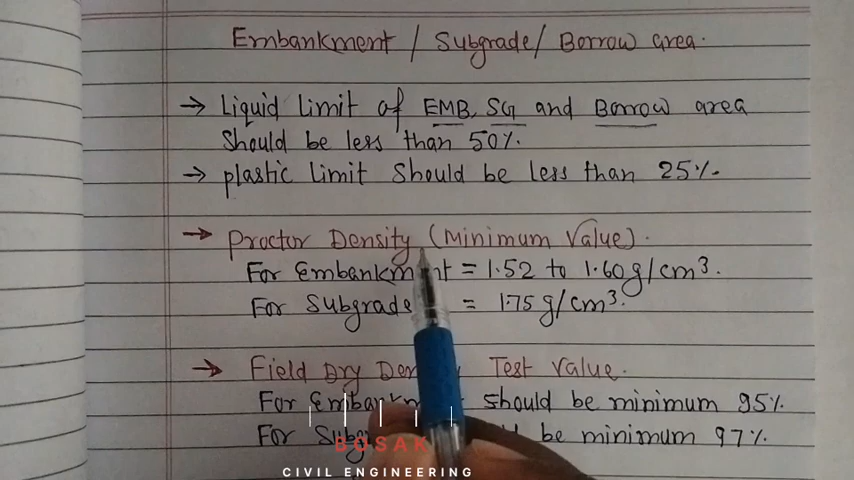 Embankment / Subgrade / Borrow area.
→ Liquid Limit of EMB, SG and Borrow area
Should be less than 50%.
→ plastic Limit Should be less than 25%.
→ Proctor Density (Minimum Value).
For Embankment = 1.52 to 1.60 g/cm³.
For Subgrade = 1.75 g/cm³.
→ Field Dry Test Value.
For should be minimum 95%
For be minimum 97%.
BOSAK
CIVIL ENGINEERING